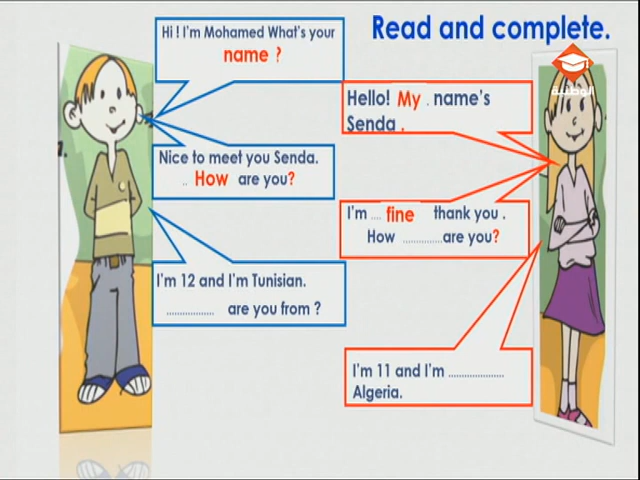 Read and complete.
الوطنية
Hi ! I'm Mohamed What's your
name ?
Hello! My . name's
Senda .
Nice to meet you Senda.
.. How are you?
I'm .... fine thank you .
How ...............are you?
I'm 12 and I'm Tunisian.
.................. are you from ?
I'm 11 and I'm .....................
Algeria.